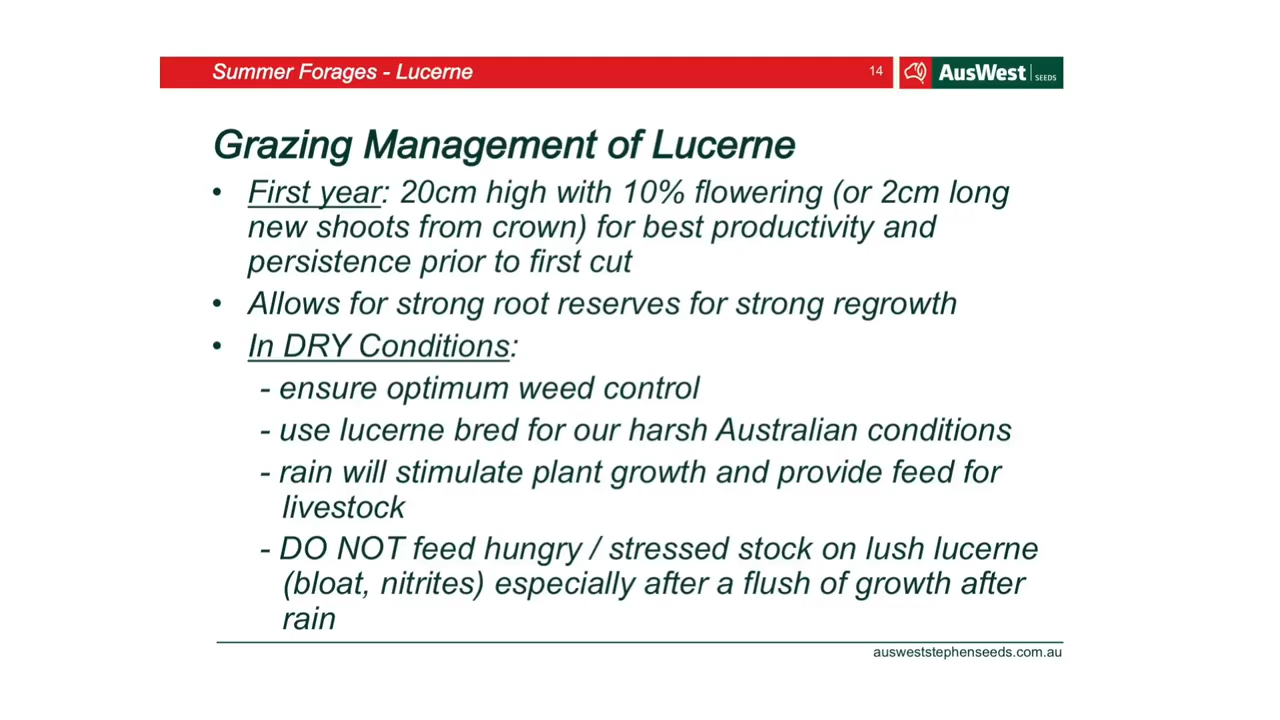 Summer Forages - Lucerne
14
AusWest SEEDS
Grazing Management of Lucerne
• First year: 20cm high with 10% flowering (or 2cm long
new shoots from crown) for best productivity and
persistence prior to first cut
• Allows for strong root reserves for strong regrowth
• In DRY Conditions:
- ensure optimum weed control
- use lucerne bred for our harsh Australian conditions
- rain will stimulate plant growth and provide feed for
livestock
- DO NOT feed hungry / stressed stock on lush lucerne
(bloat, nitrites) especially after a flush of growth after
rain
ausweststephenseeds.com.au